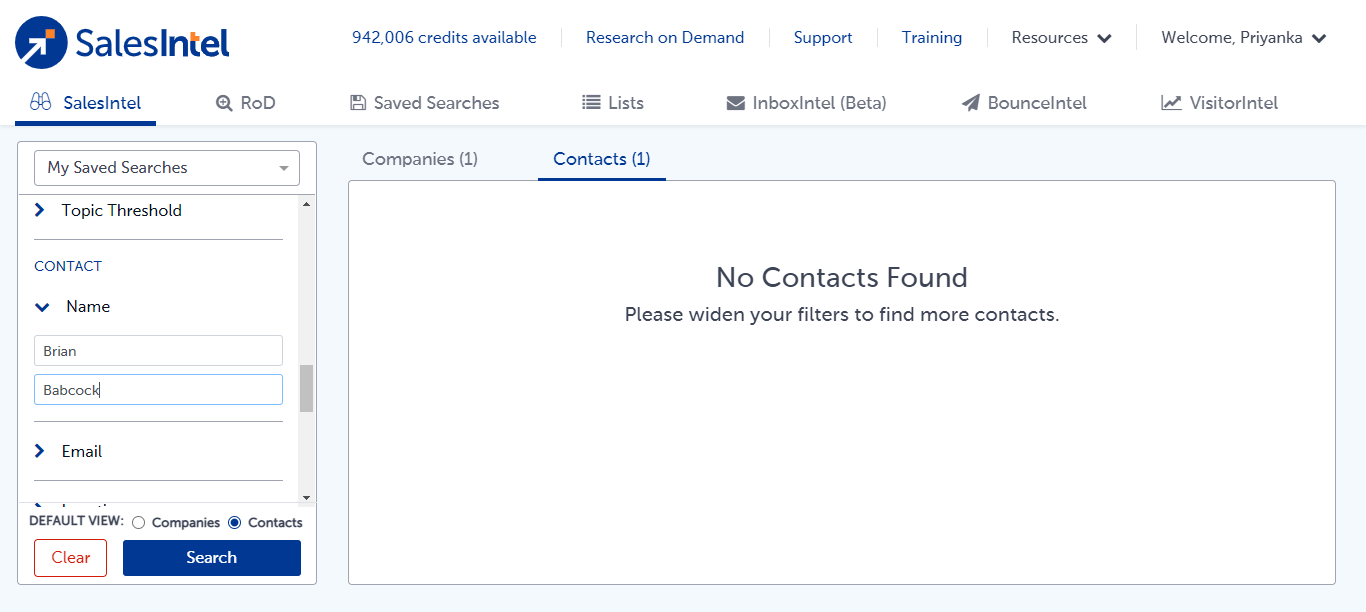 SalesIntel
942,006 credits available
Research on Demand
Support
Training
Resources
Welcome, Priyanka
SalesIntel
RoD
Saved Searches
Lists
InboxIntel (Beta)
BounceIntel
VisitorIntel
My Saved Searches
Topic Threshold
CONTACT
Name
Brian
Babcock
Email
DEFAULT VIEW:
Companies
Contacts
Clear
Search
Companies (1)
Contacts (1)
No Contacts Found
Please widen your filters to find more contacts.